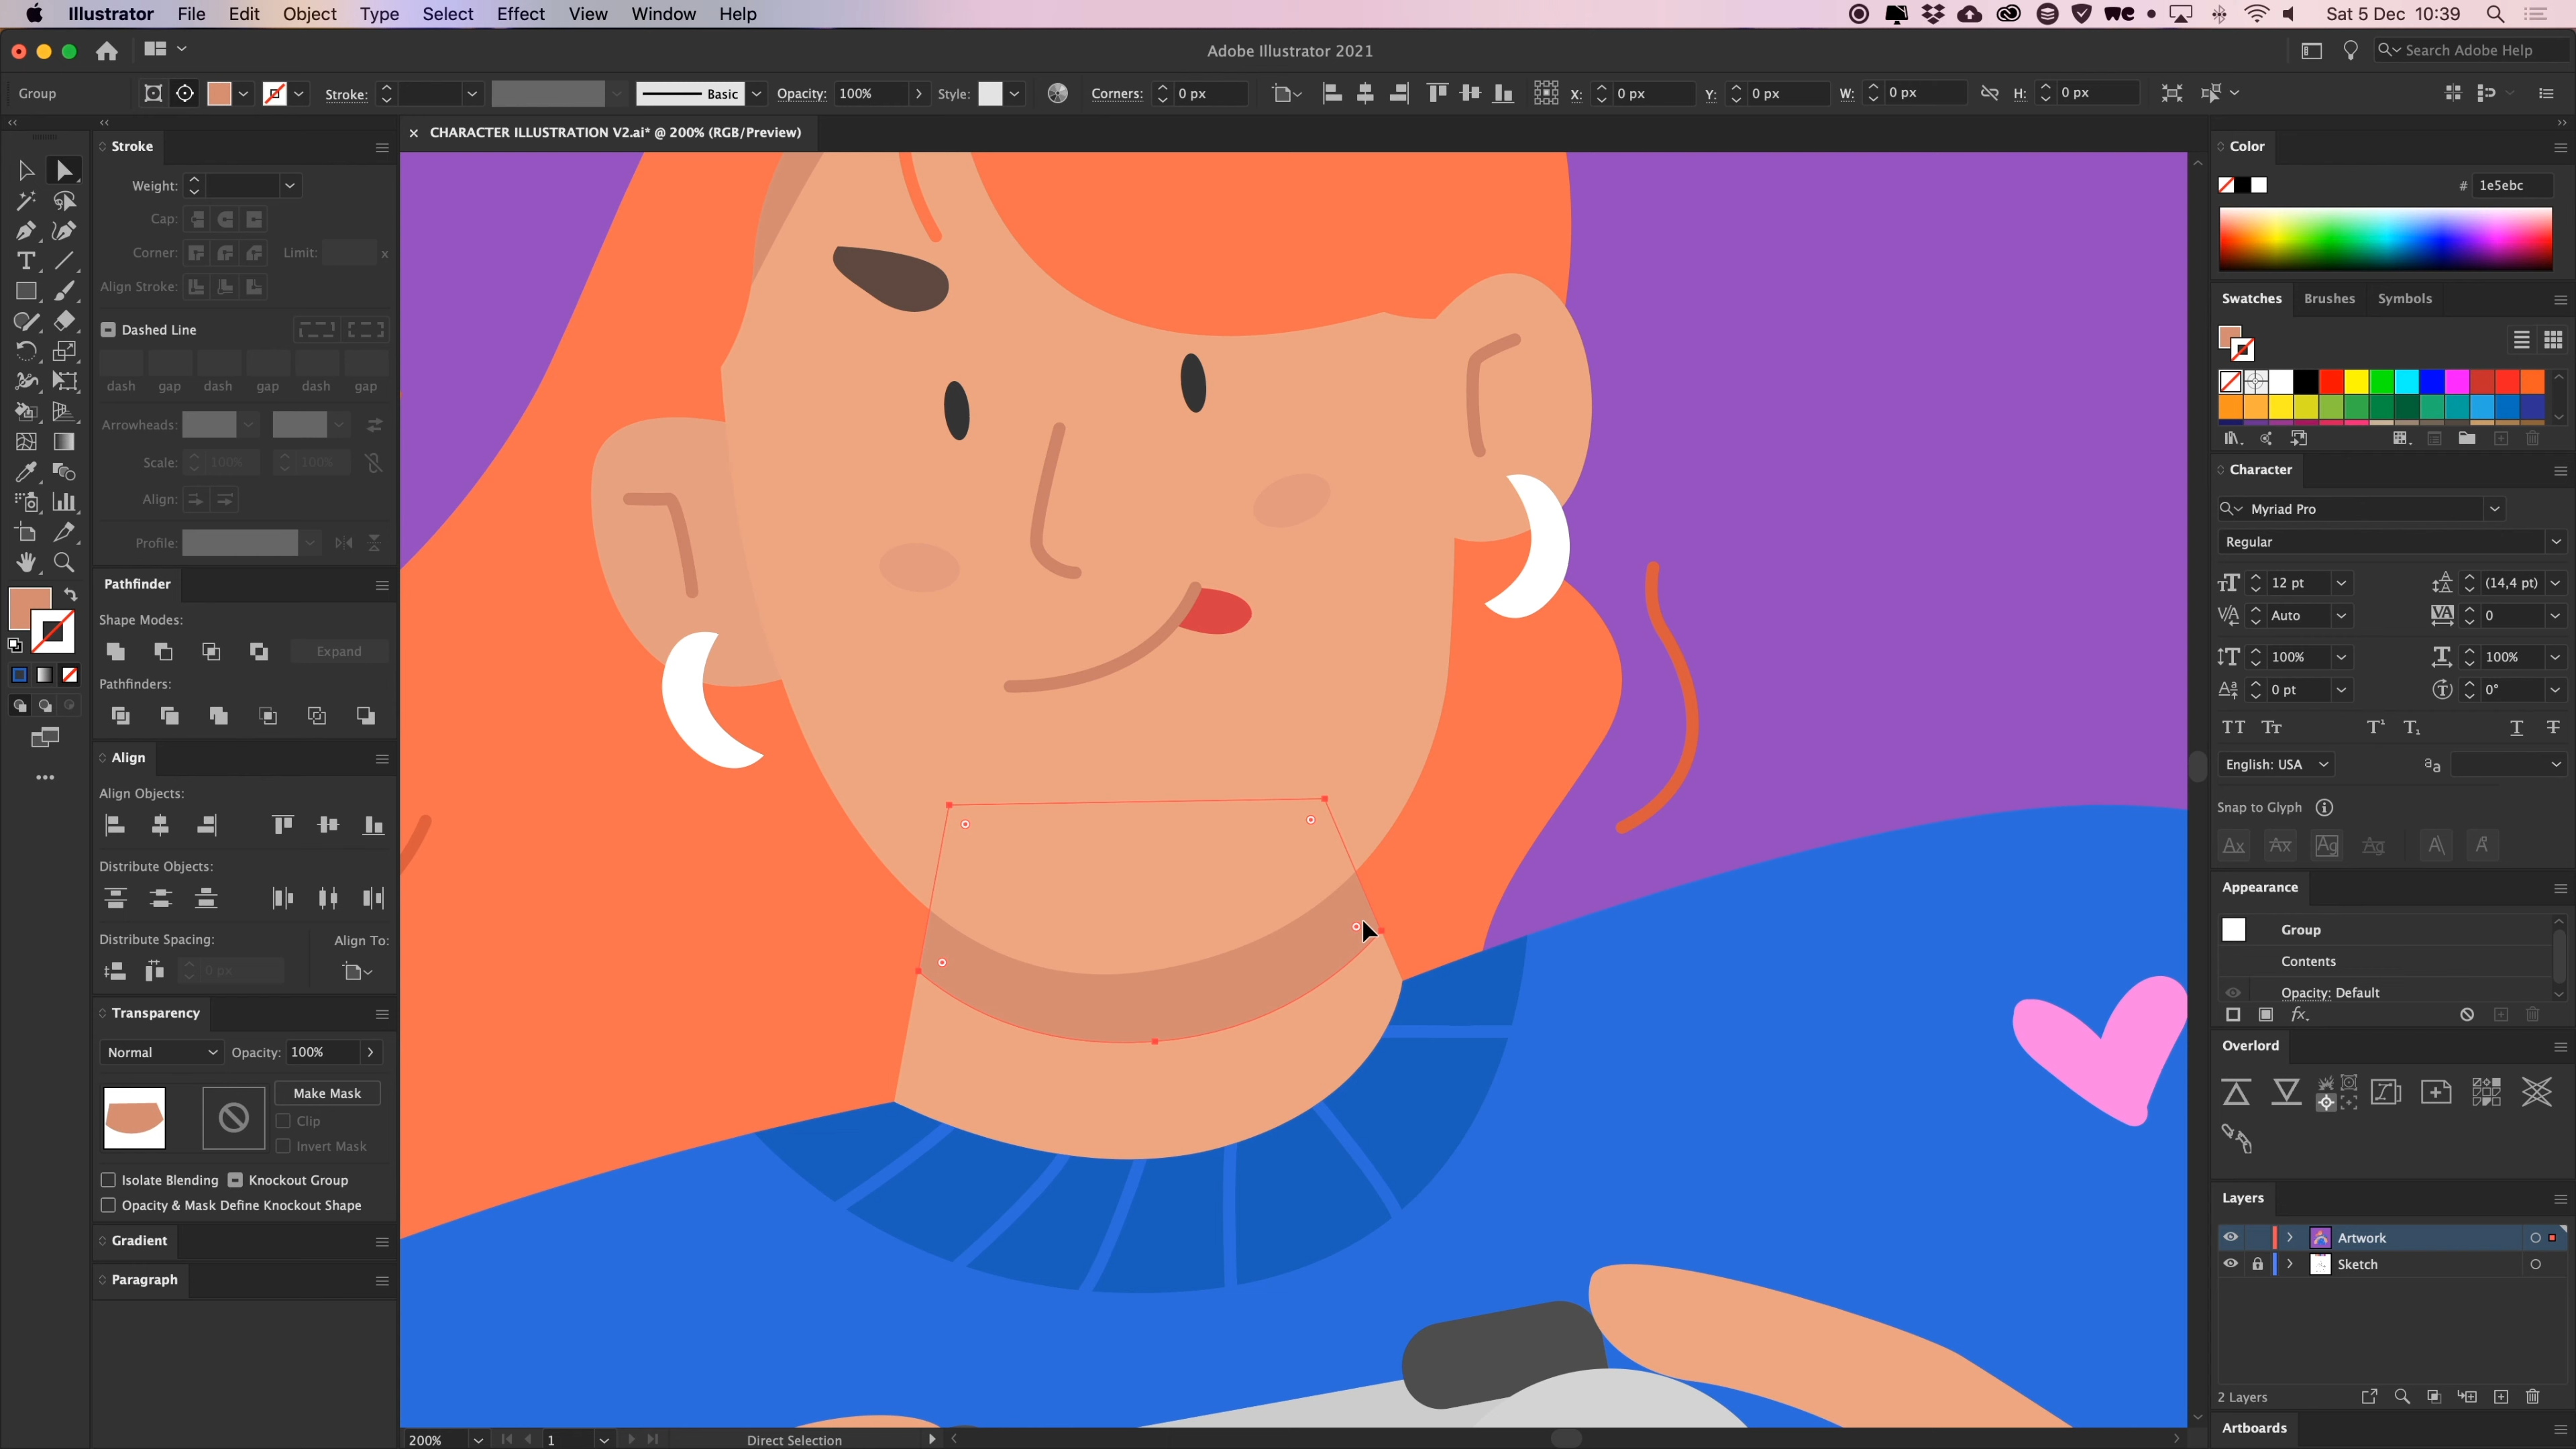 Illustrator File Edit Object Type Select Effect View Window Help
Sat 5 Dec 10:39
Adobe Illustrator 2021
Search Adobe Help
Group
Stroke:
Basic
Opacity: 100%
Style:
Corners: 0 px
X: 0 px
Y: 0 px
W: 0 px
H: 0 px
CHARACTER ILLUSTRATION V2.ai* @ 200% (RGB/Preview)
Stroke
Weight:
Cap:
Corner:
Limit:
x
Align Stroke:
Dashed Line
dash gap dash gap dash gap
Arrowheads:
Scale: 100% 100%
Align:
Profile:
Pathfinder
Shape Modes:
Expand
Pathfinders:
Align
Align Objects:
Distribute Objects:
Distribute Spacing:
Align To:
0 px
Transparency
Normal
Opacity: 100%
Make Mask
Clip
Invert Mask
Isolate Blending
Knockout Group
Opacity & Mask Define Knockout Shape
Gradient
Paragraph
200%
1
Direct Selection
Color
# 1e5ebc
Swatches Brushes Symbols
Character
Myriad Pro
Regular
12 pt (14,4 pt)
Auto 0
100% 100%
0 pt 0°
English: USA
Snap to Glyph
Appearance
Group
Contents
Opacity: Default
Overlord
Layers
Artwork
Sketch
2 Layers
Artboards